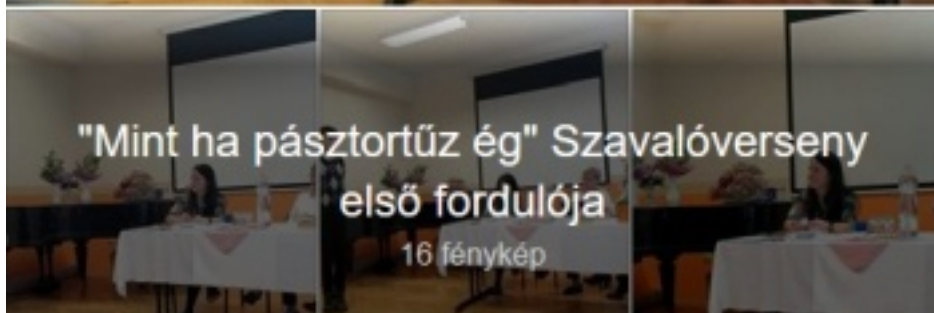 "Mint ha pásztortűz ég" Szavalóverseny
első fordulója
16 fénykép